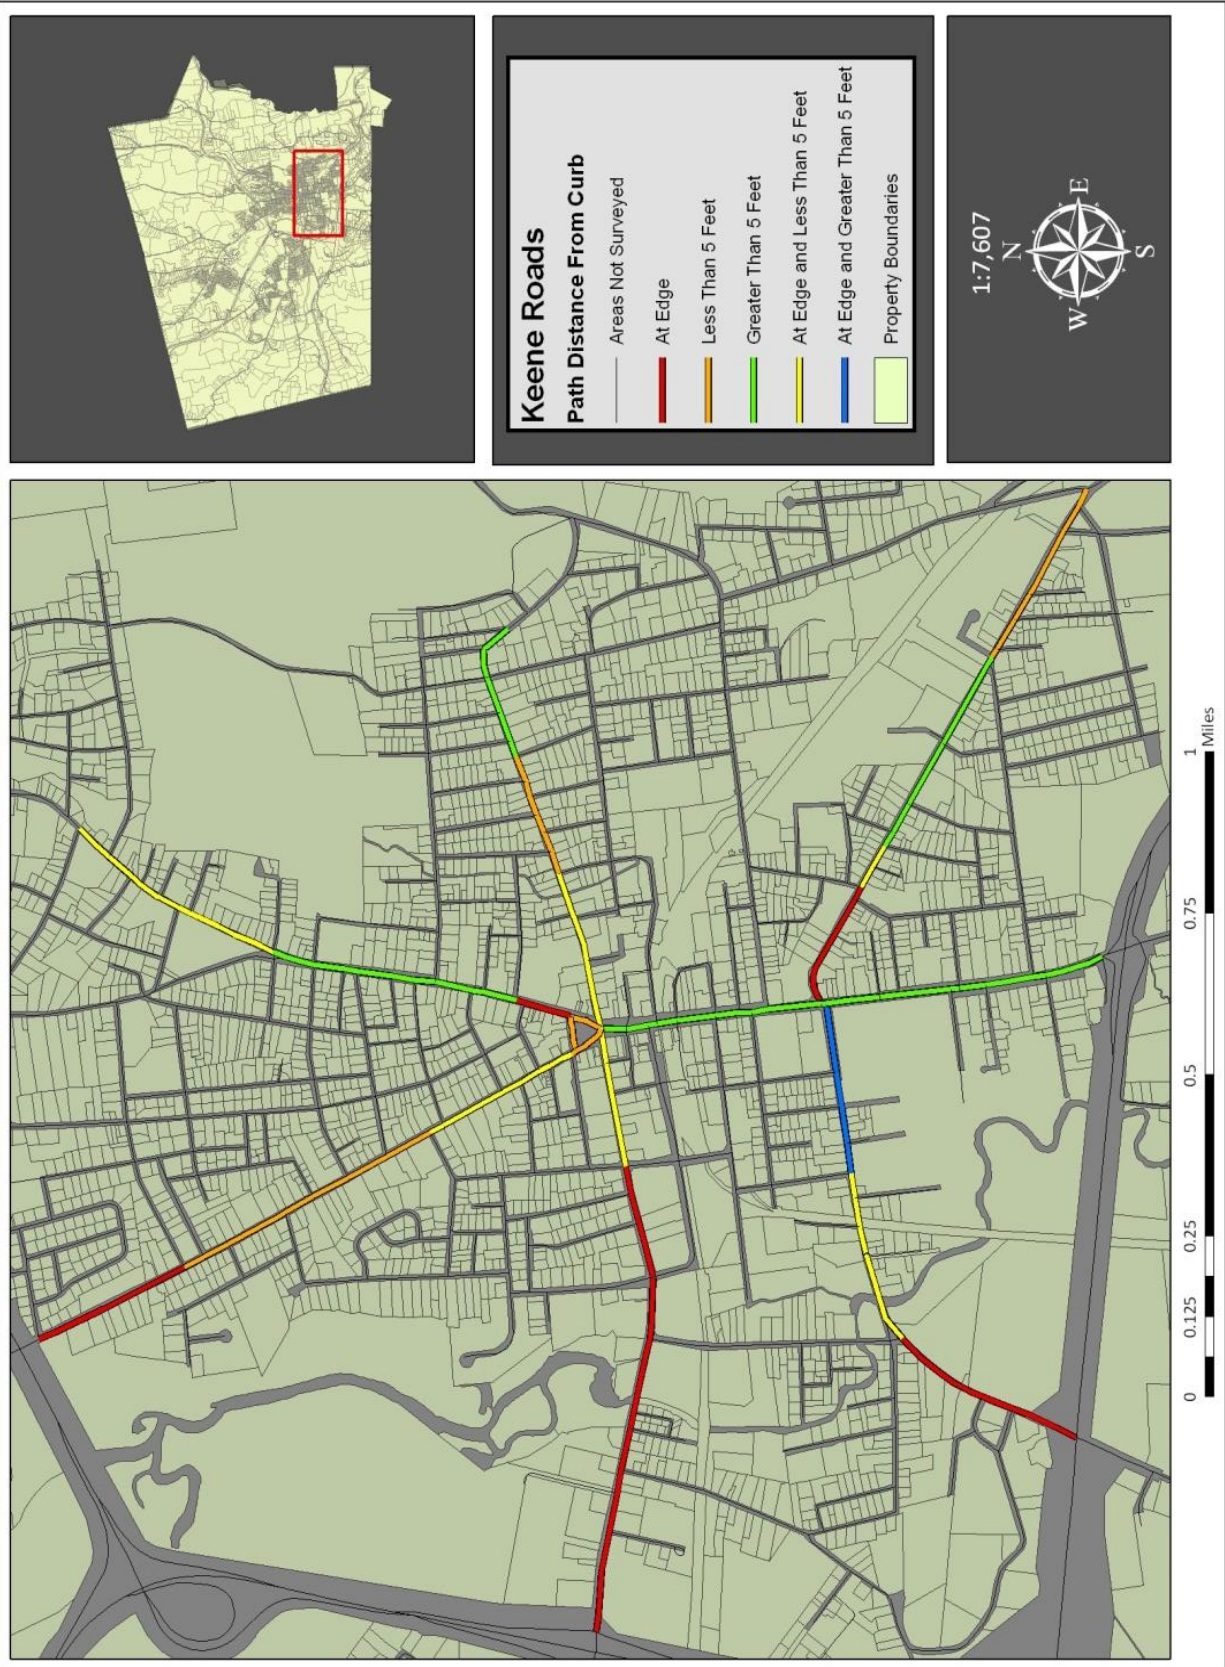 Keene Roads
Path Distance From Curb
Areas Not Surveyed
At Edge
Less Than 5 Feet
Greater Than 5 Feet
At Edge and Less Than 5 Feet
At Edge and Greater Than 5 Feet
Property Boundaries
1:7,607
N
W
E
S
0 0.125 0.25 0.5 0.75 1
Miles